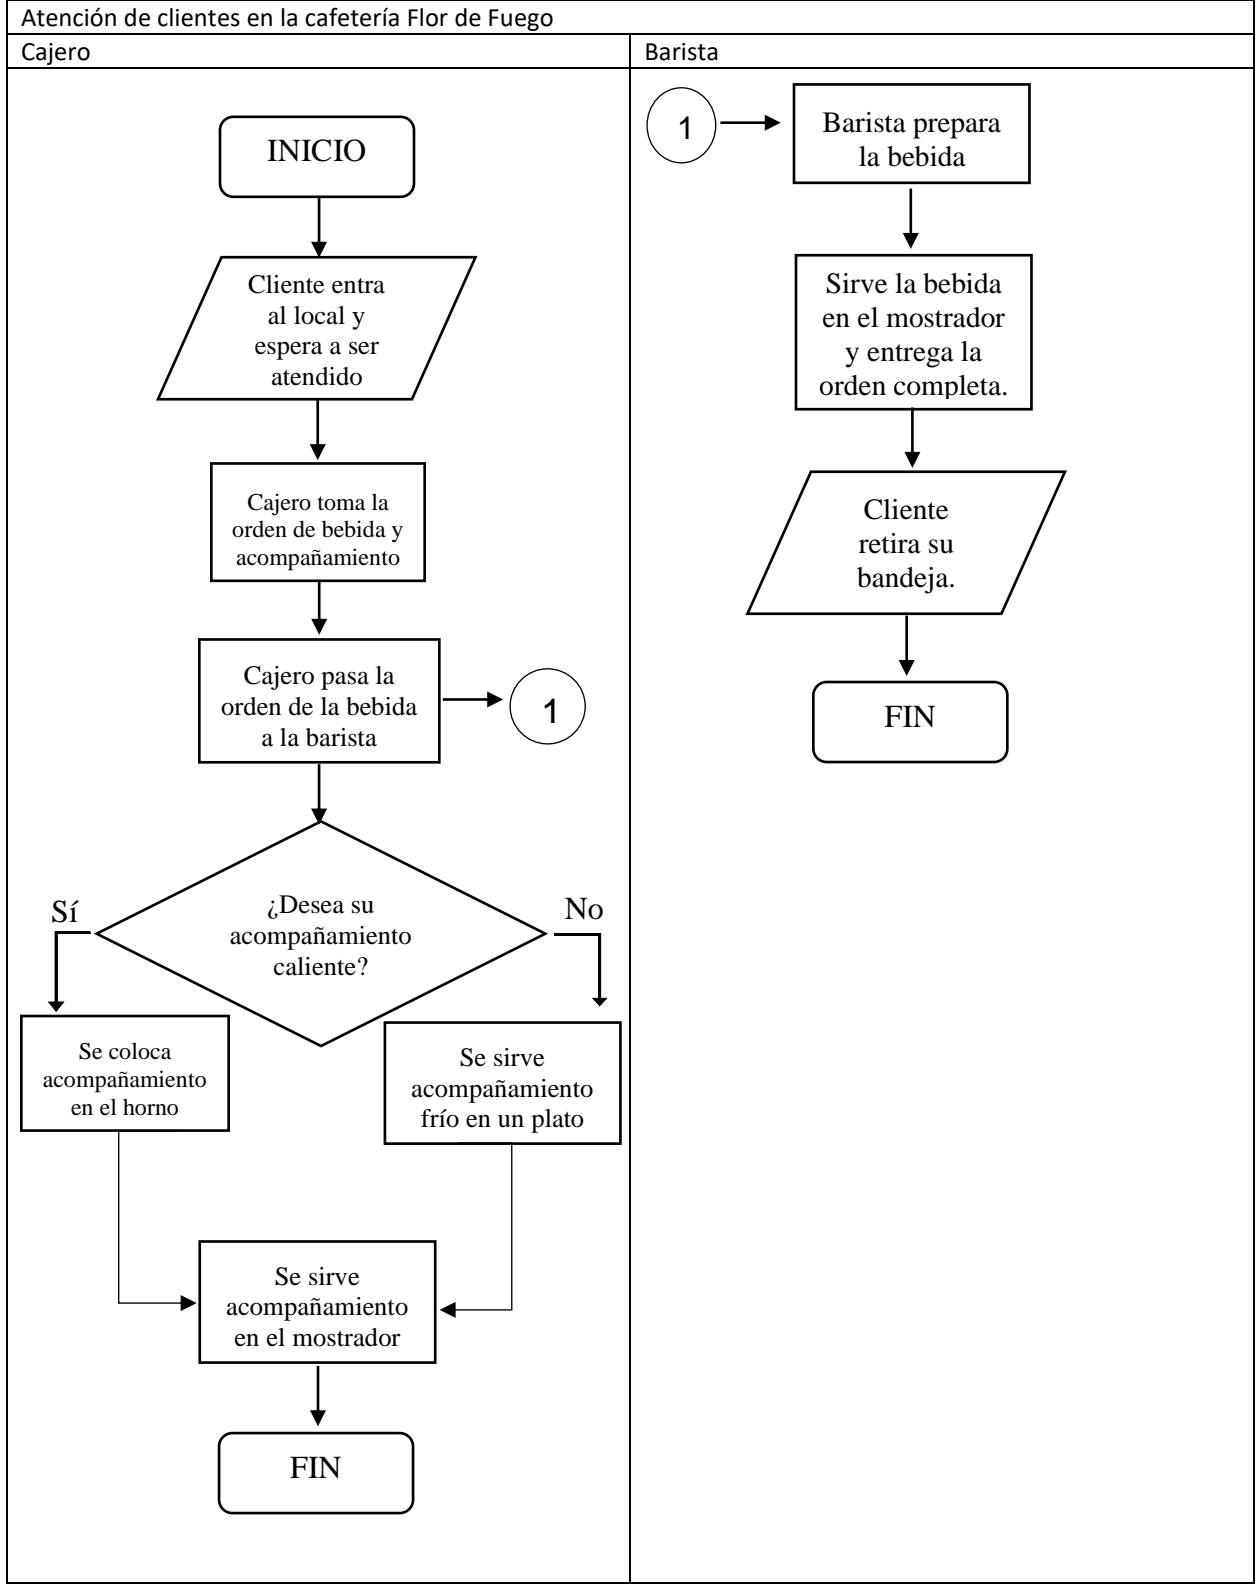 Atención de clientes en la cafetería Flor de Fuego
Cajero
INICIO
Cliente entra
al local y
espera a ser
atendido
Cajero toma la
orden de bebida y
acompañamiento
Cajero pasa la
orden de la bebida
a la barista
1
¿Desea su
acompañamiento
caliente?
Sí
No
Se coloca
acompañamiento
en el horno
Se sirve
acompañamiento
frío en un plato
Se sirve
acompañamiento
en el mostrador
FIN
Barista
1
Barista prepara
la bebida
Sirve la bebida
en el mostrador
y entrega la
orden completa.
Cliente
retira su
bandeja.
FIN